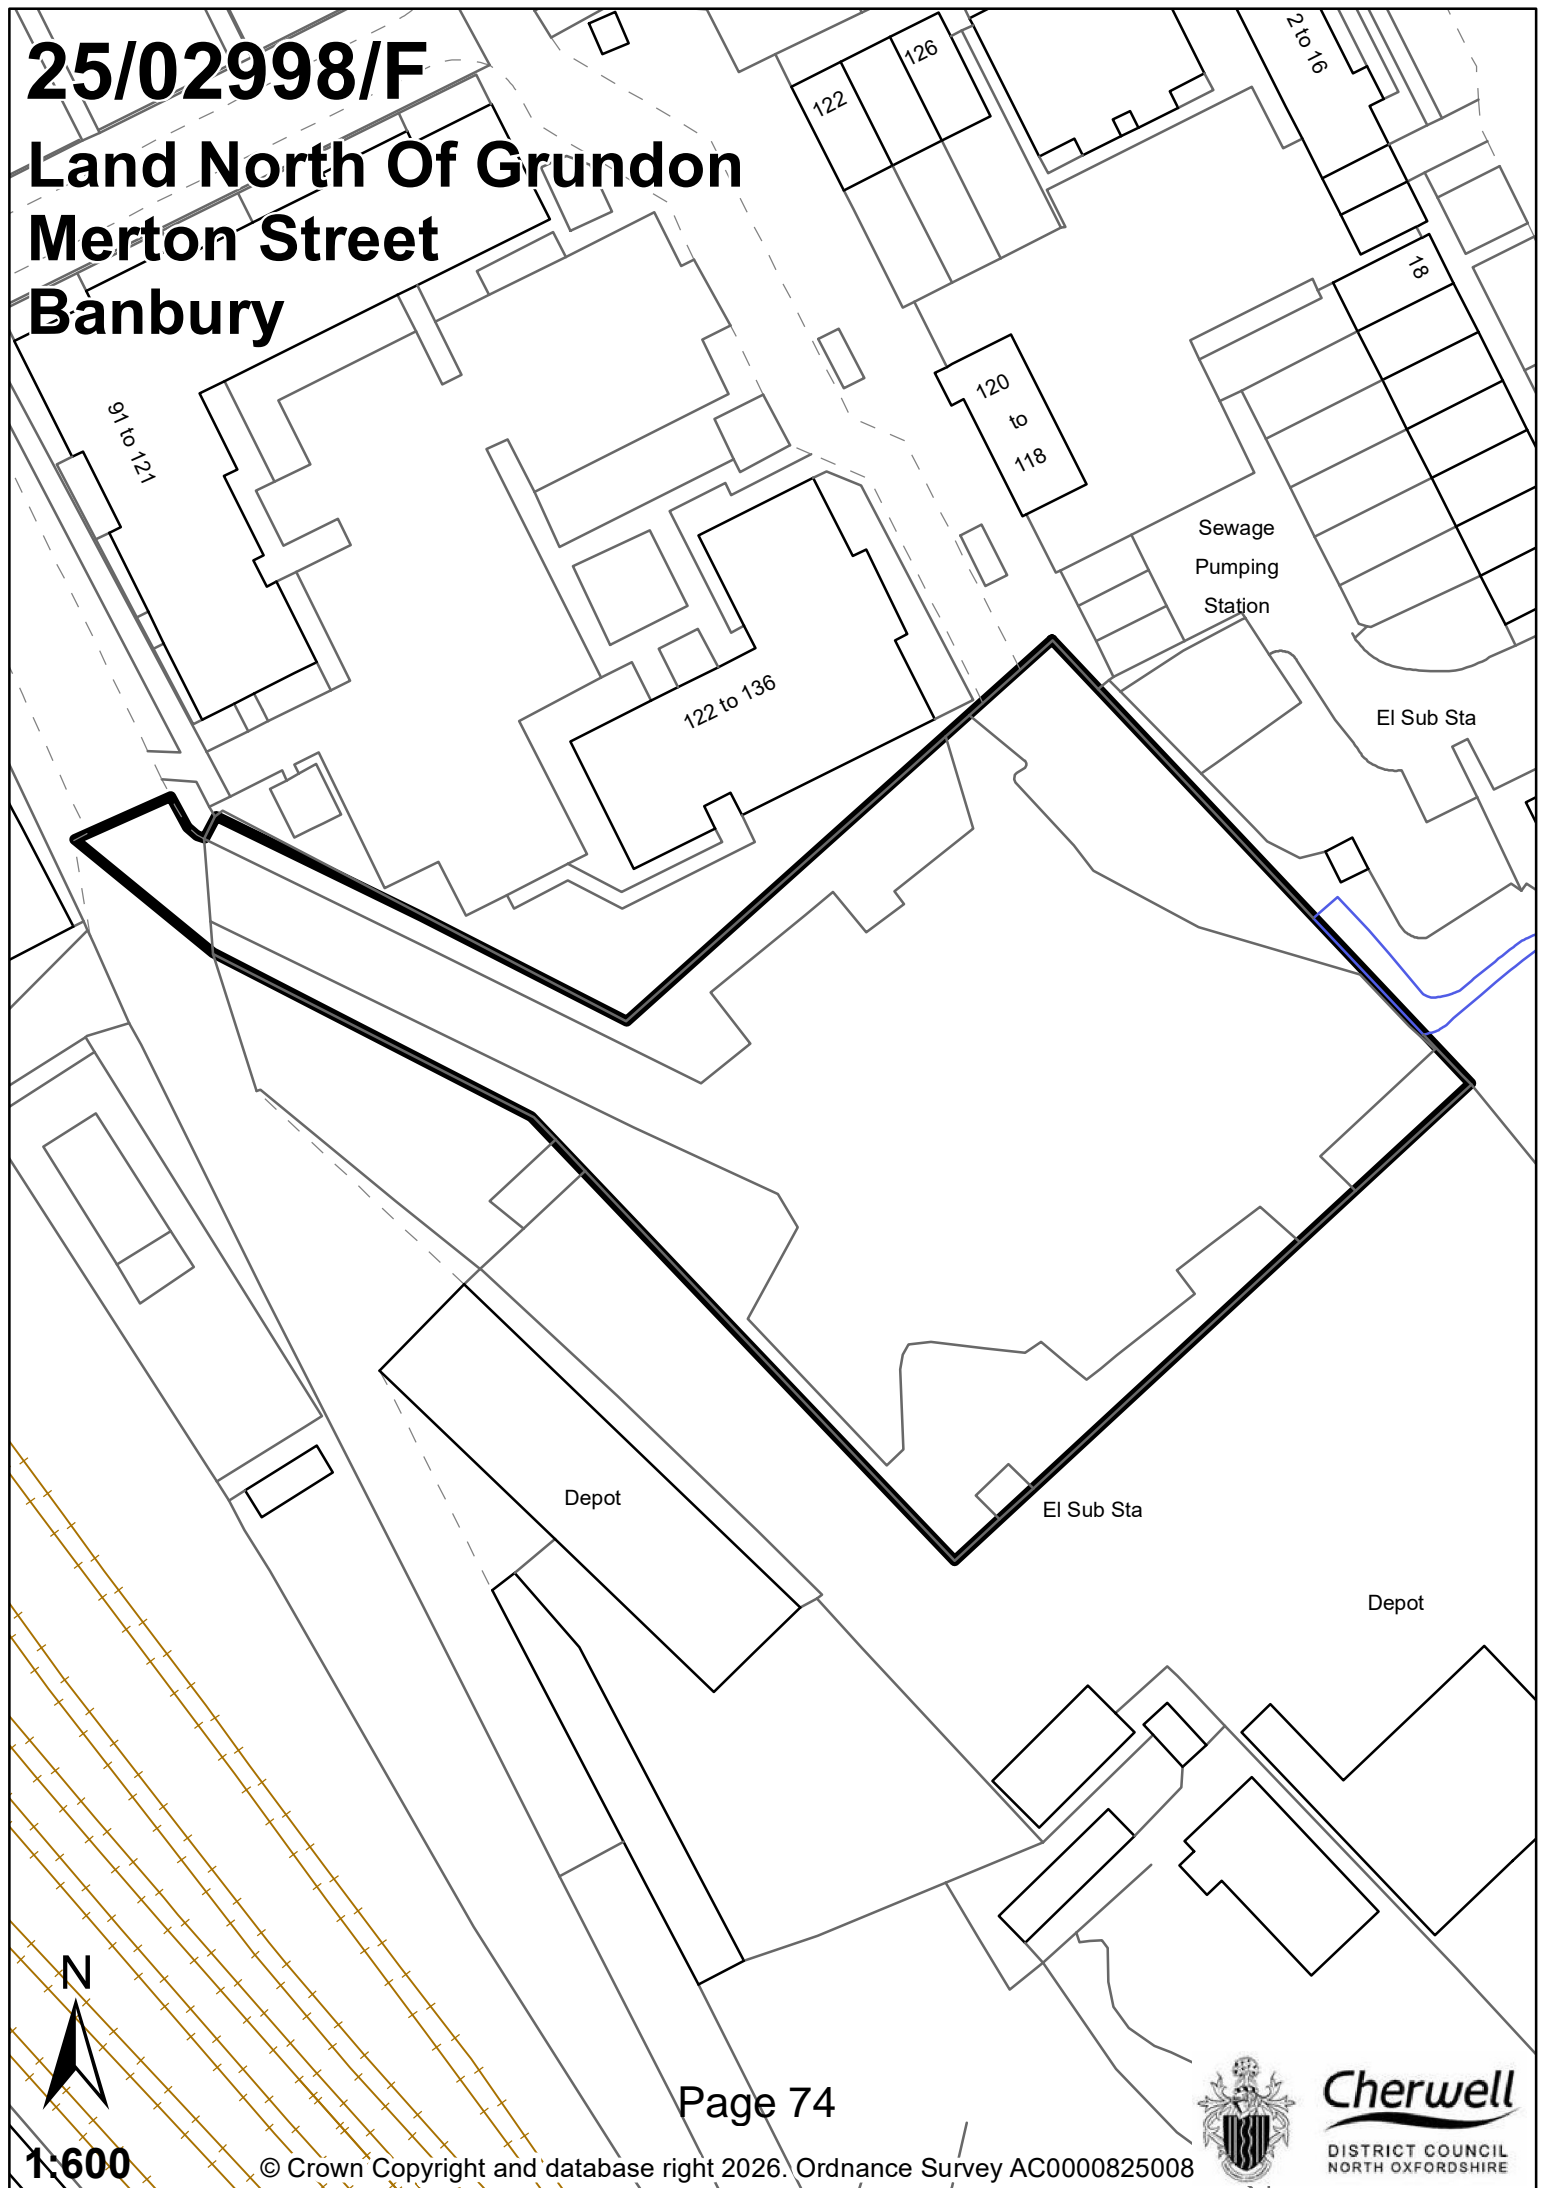 25/02998/F
Land North Of Grundon
Merton Street
Banbury
122
126
2 to 16
18
91 to 121
120
to
118
Sewage
Pumping
Station
El Sub Sta
122 to 136
Depot
El Sub Sta
Depot
N
1:600
Page 74
© Crown Copyright and database right 2026. Ordnance Survey AC0000825008
Cherwell
DISTRICT COUNCIL
NORTH OXFORDSHIRE